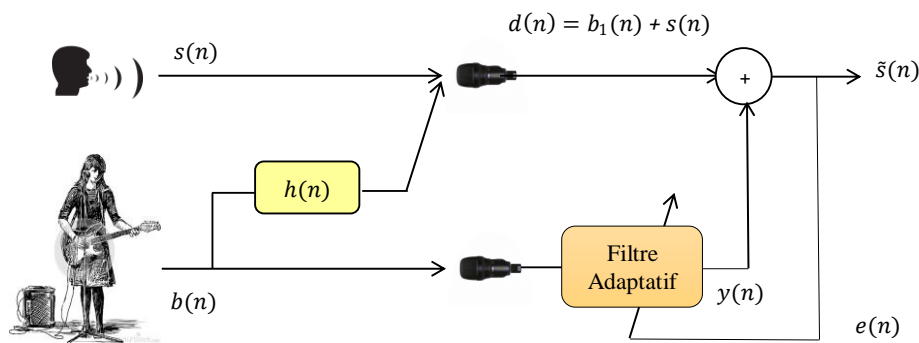 d(n) = b₁(n) + s(n)
s(n)
+
s̃(n)
h(n)
Filtre
Adaptatif
b(n)
y(n)
e(n)